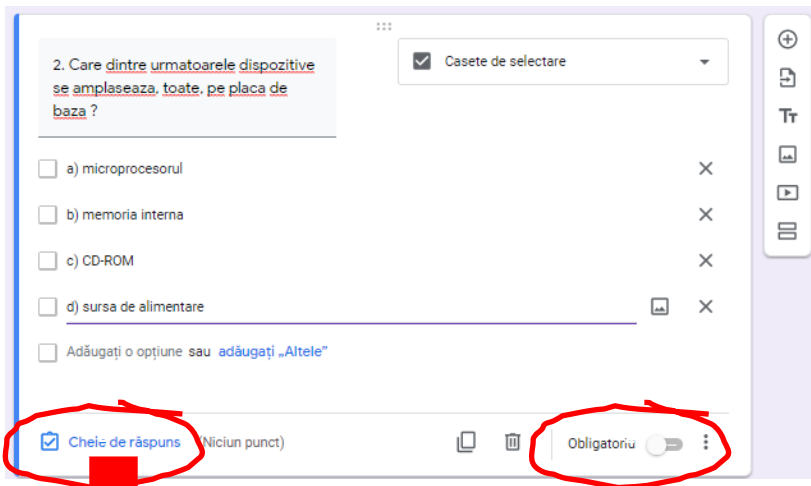 2. Care dintre urmatoarele dispozitive
se amplaseaza, toate, pe placa de
baza ?
Casete de selectare
a) microprocesorul
b) memoria interna
c) CD-ROM
d) sursa de alimentare
Adăugați o opțiune sau adăugați „Altele”
Cheie de răspuns (Niciun punct)
Obligatoriu
Tт